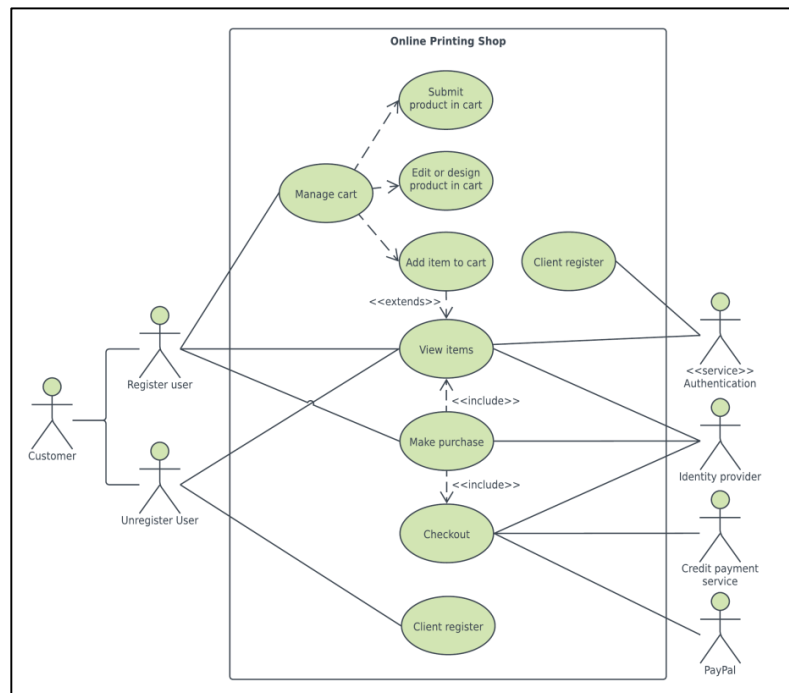 Online Printing Shop
Submit
product in cart
Manage cart
Edit or design
product in cart
Add item to cart
Client register
<<extends>>
View items
<<service>>
Authentication
Register user
<<include>>
Customer
Make purchase
Identity provider
<<include>>
Unregister User
Checkout
Credit payment
service
Client register
PayPal